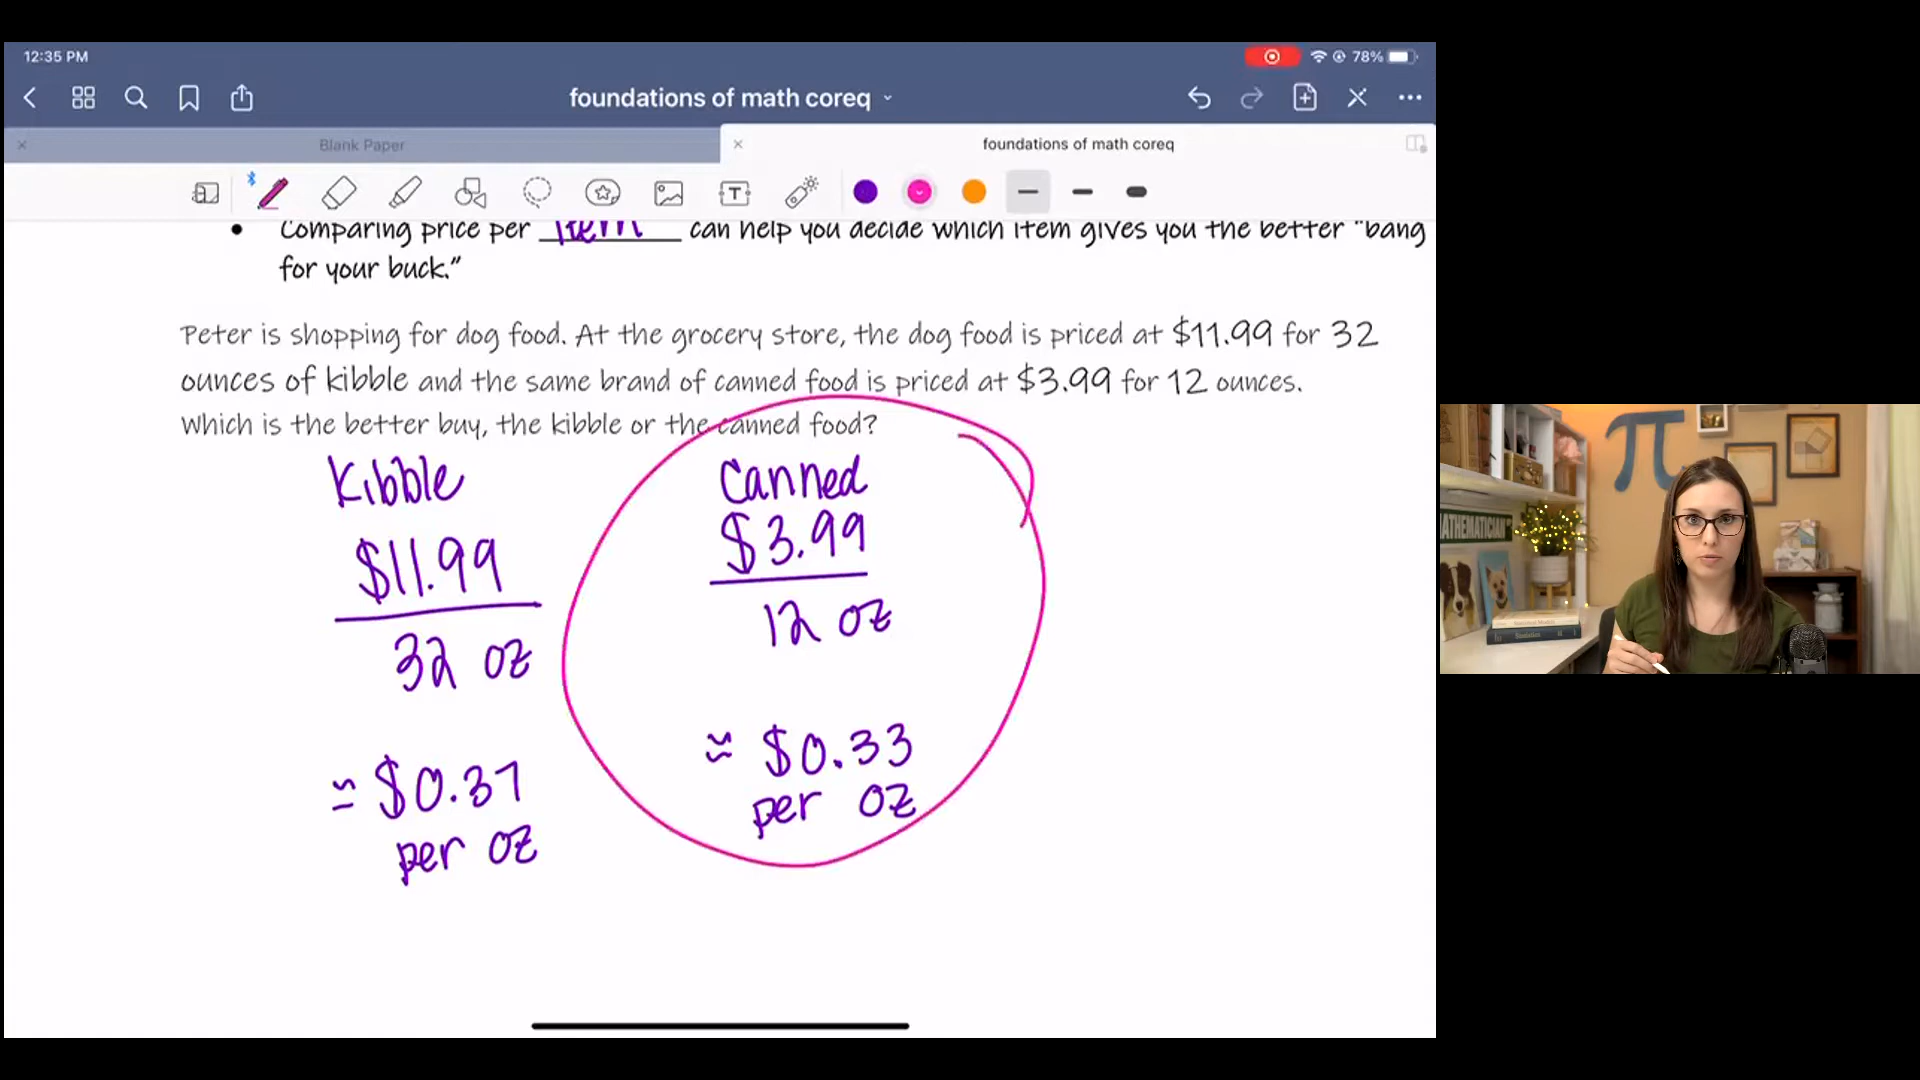 12:35 PM
78%
foundations of math coreq
Blank Paper
foundations of math coreq
T
• Comparing price per item can help you decide which item gives you the better "bang
for your buck."
Peter is shopping for dog food. At the grocery store, the dog food is priced at $11.99 for 32
ounces of kibble and the same brand of canned food is priced at $3.99 for 12 ounces.
Which is the better buy, the kibble or the canned food?
Kibble
$11.99
32 oz
≈ $0.37
per oz
Canned
$3.99
12 oz
≈ $0.33
per oz
MATHEMATICIAN